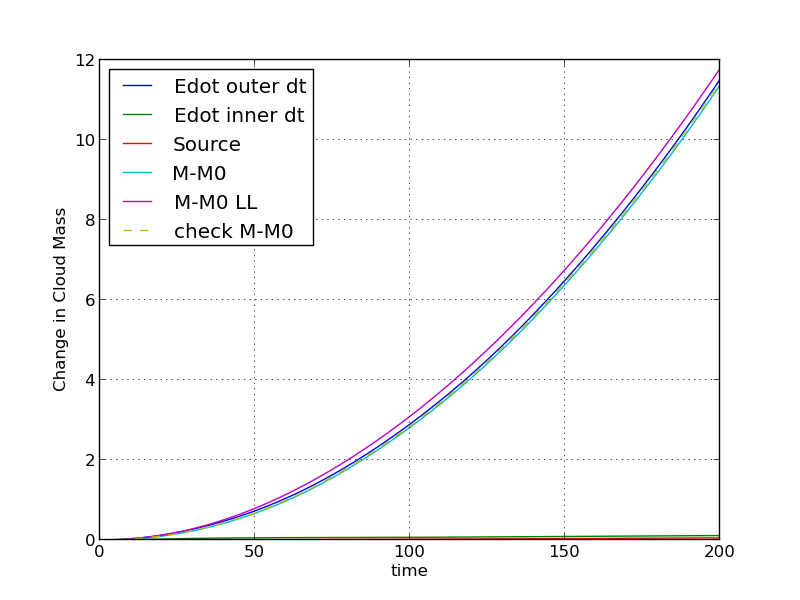 12
10
8
6
4
2
0
Change in Cloud Mass
Edot outer dt
Edot inner dt
Source
M-M0
M-M0 LL
check M-M0
0 50 100 150 200
time